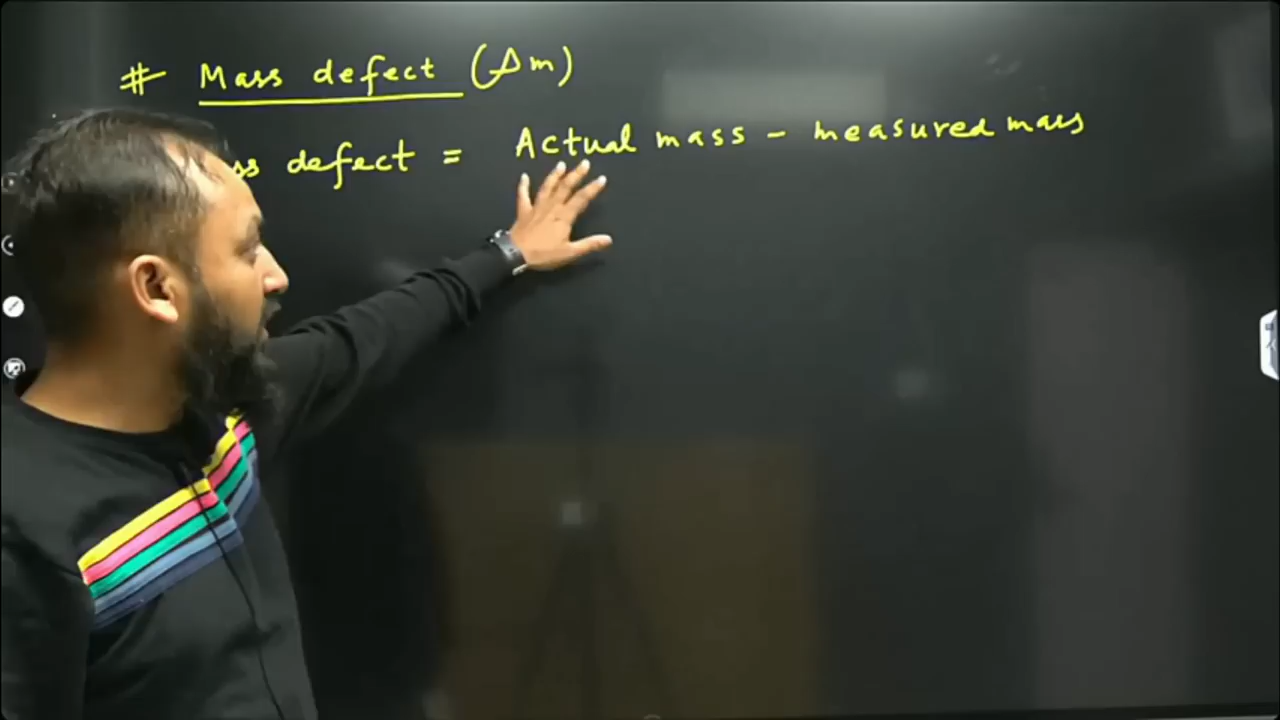 # Mass defect (Δm)
defect = Actual mass - measured mass